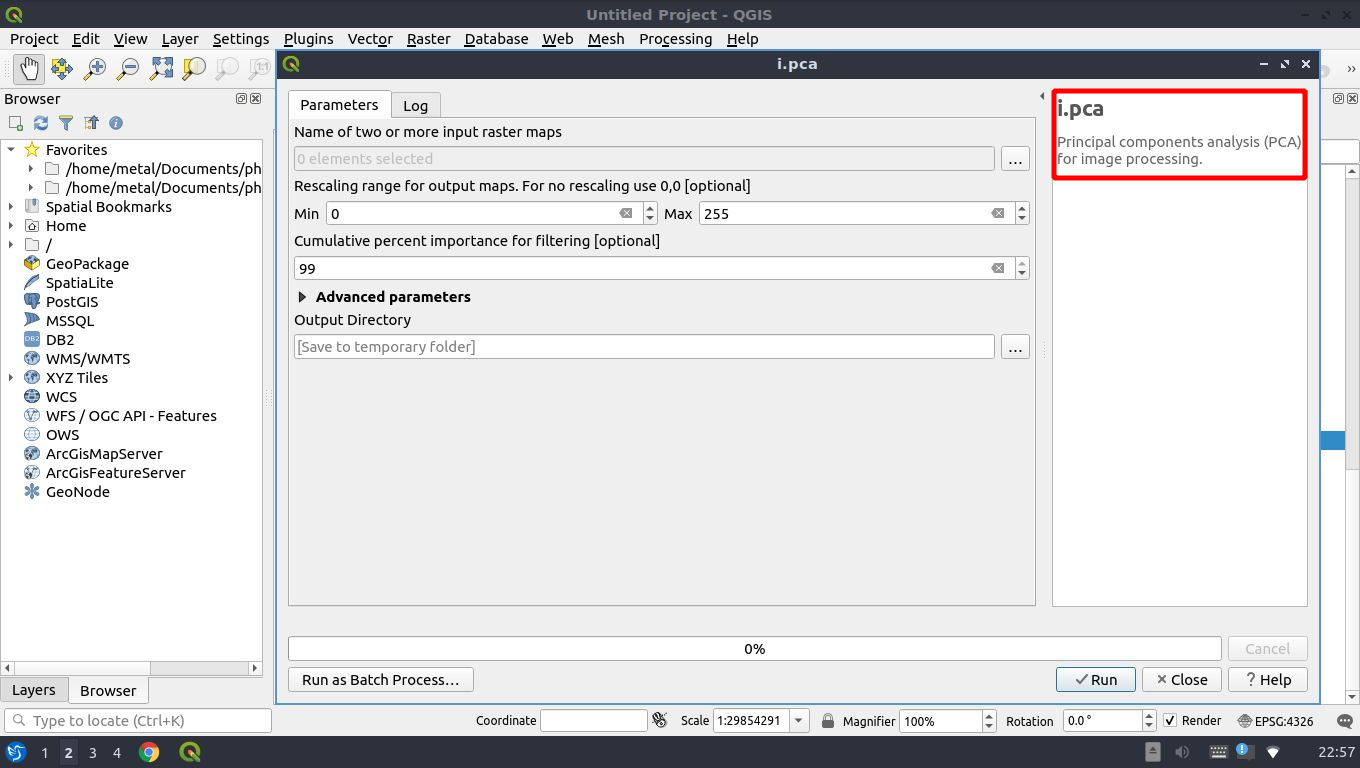 Untitled Project - QGIS
Project Edit View Layer Settings Plugins Vector Raster Database Web Mesh Processing Help
i.pca
Browser
Favorites
/home/metal/Documents/ph
/home/metal/Documents/ph
Spatial Bookmarks
Home
/
GeoPackage
SpatiaLite
PostGIS
MSSQL
DB2
DB2
WMS/WMTS
XYZ Tiles
WCS
WFS / OGC API - Features
OWS
ArcGisMapServer
ArcGisFeatureServer
GeoNode
Layers Browser
Parameters Log
Name of two or more input raster maps
0 elements selected …
Rescaling range for output maps. For no rescaling use 0,0 [optional]
Min 0 Max 255
Cumulative percent importance for filtering [optional]
99
Advanced parameters
Output Directory
[Save to temporary folder] …
i.pca
Principal components analysis (PCA)
for image processing.
0% Cancel
Run as Batch Process… Run Close Help
Type to locate (Ctrl+K) Coordinate Scale 1:29854291 Magnifier 100% Rotation 0.0 ° Render EPSG:4326
1 2 3 4 22:57